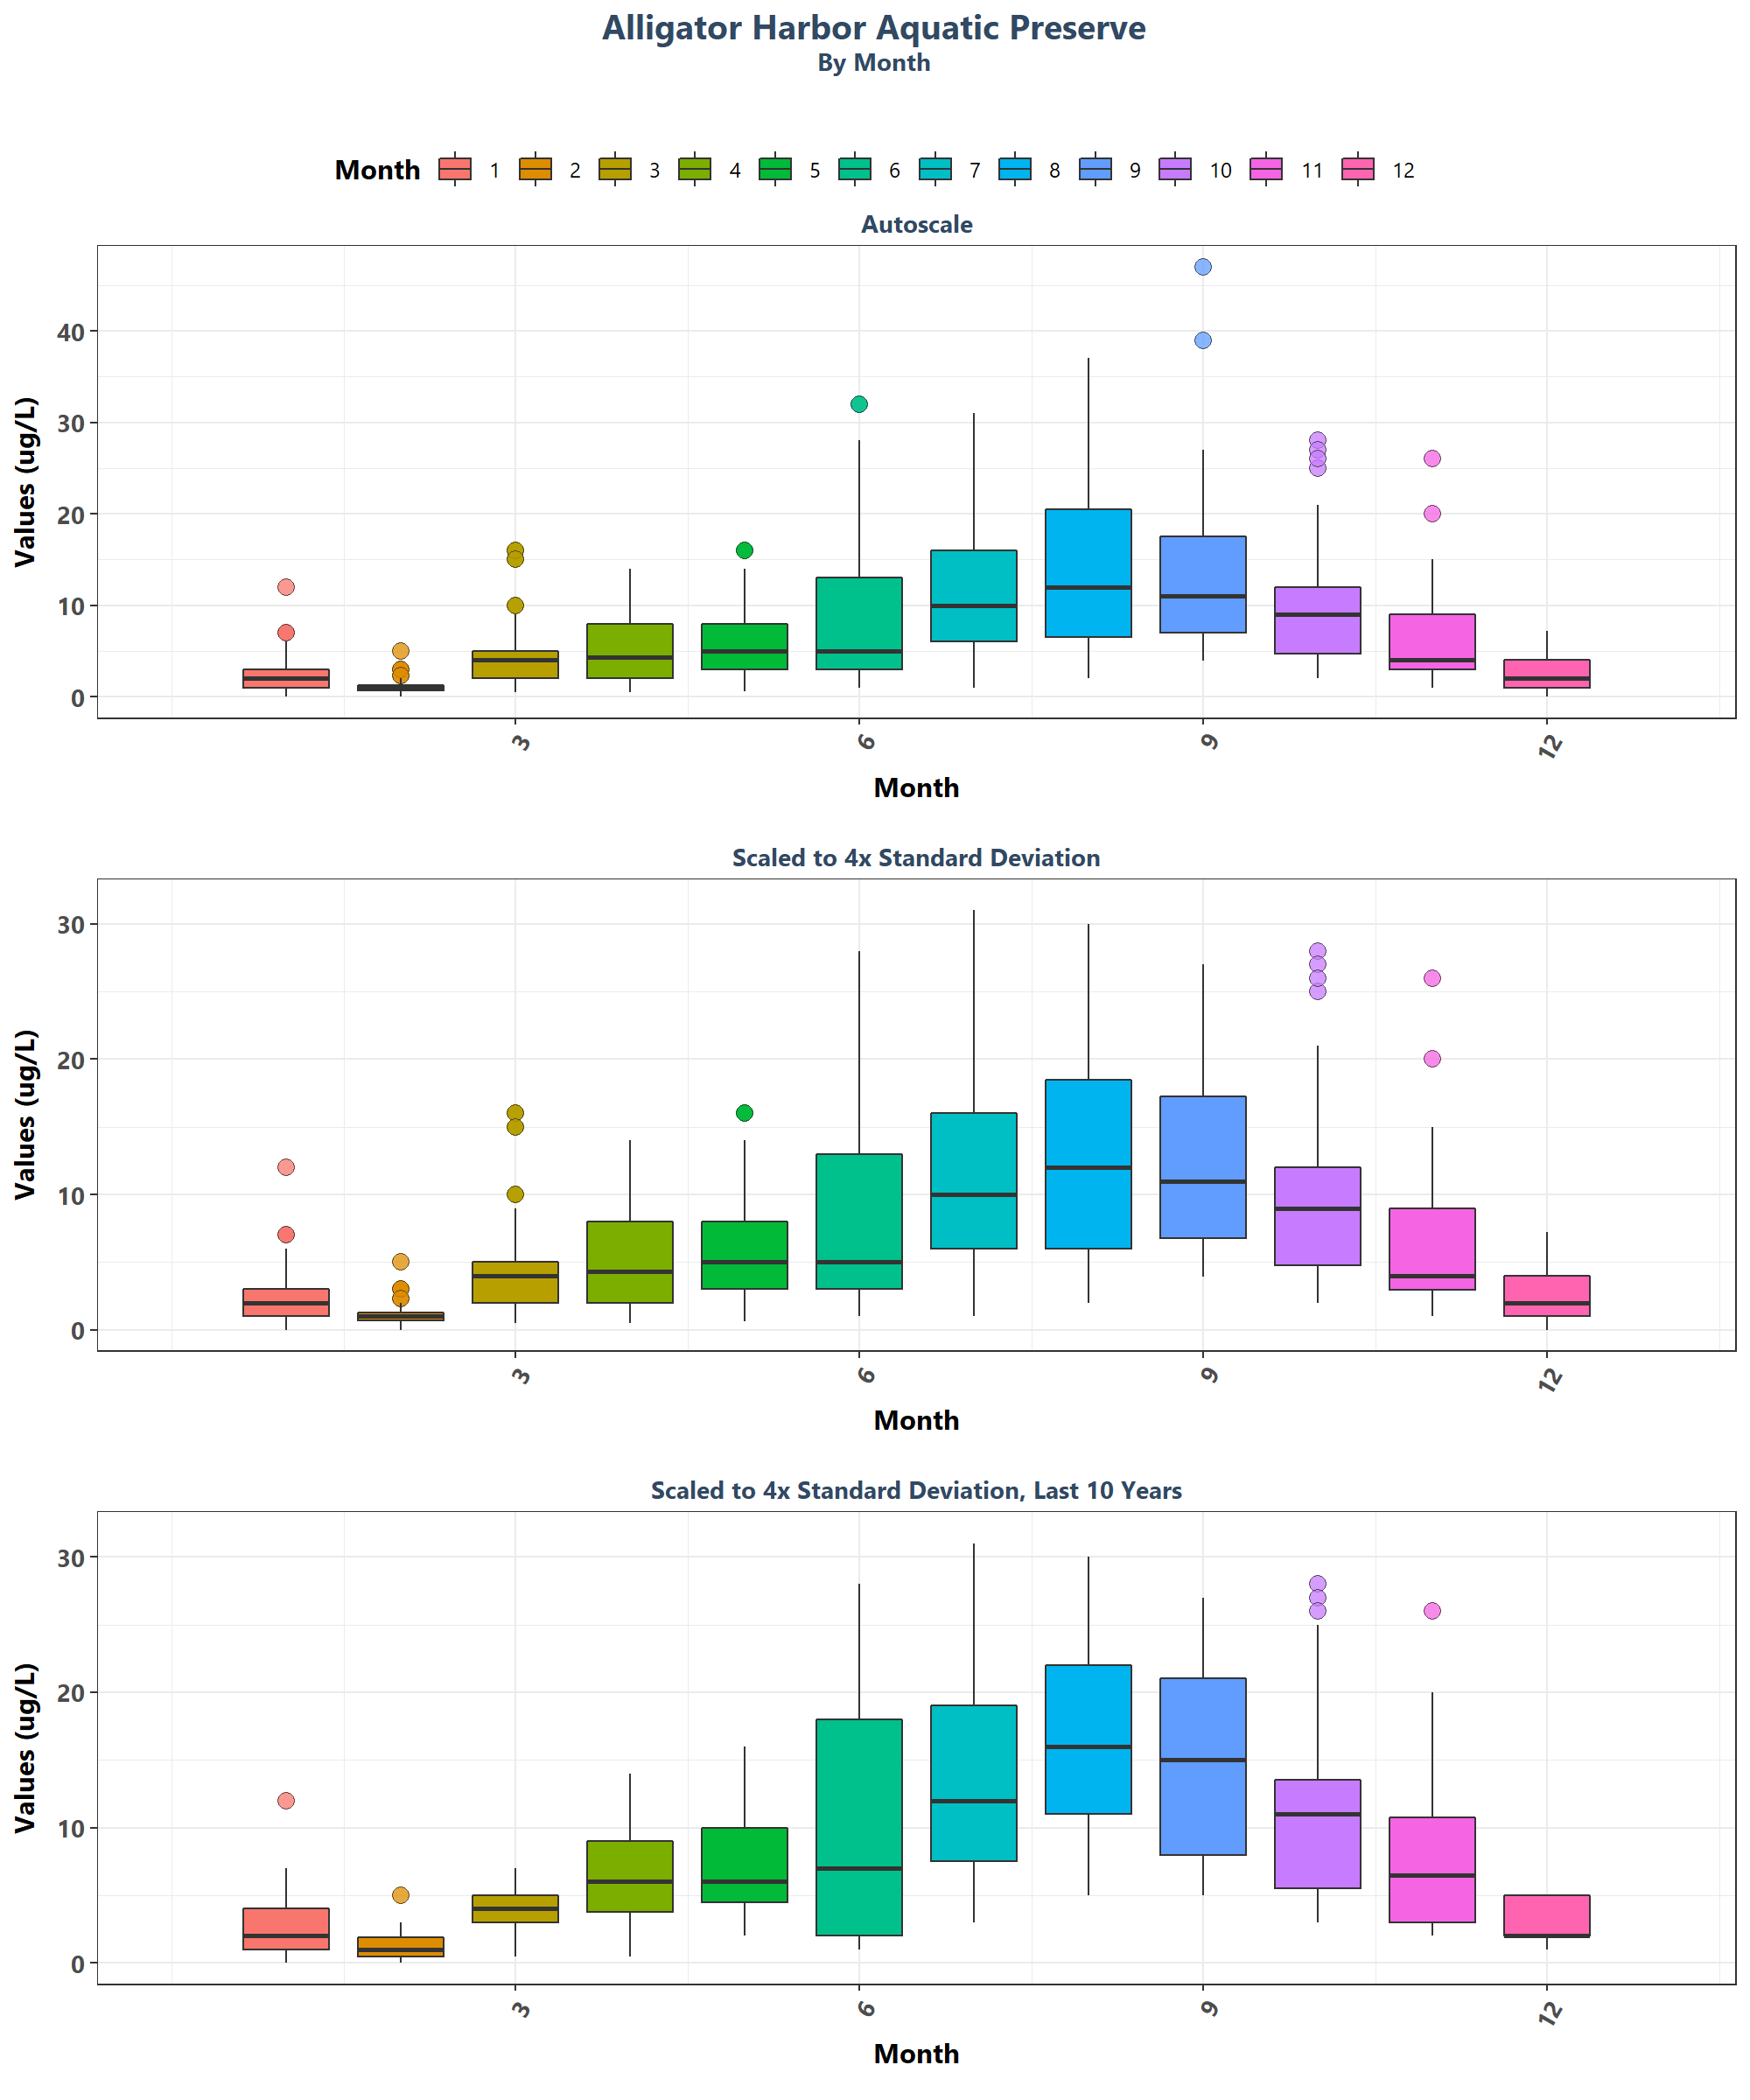 Alligator Harbor Aquatic Preserve
By Month
Month 1 2 3 4 5 6 7 8 9 10 11 12
Autoscale
Values (ug/L)
40
30
20
10
0
3 6 9 12
Month
Scaled to 4x Standard Deviation
Values (ug/L)
30
20
10
0
3 6 9 12
Month
Scaled to 4x Standard Deviation, Last 10 Years
Values (ug/L)
30
20
10
0
3 6 9 12
Month